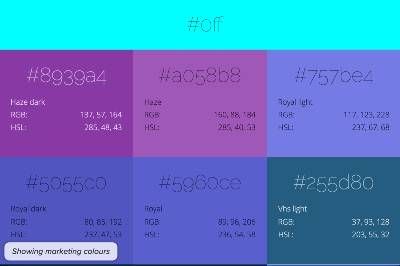 #0ff
#8939a4
#a058b8
#757be4
Haze dark
RGB: 137, 57, 164
HSL: 285, 48, 43
Haze
RGB: 160, 88, 184
HSL: 285, 40, 53
Royal light
RGB: 117, 123, 228
HSL: 237, 67, 68
#5055c0
#5960ce
#255d80
Royal dark
RGB: 80, 85, 192
HSL: 237, 47, 53
Royal
RGB: 89, 96, 206
HSL: 236, 54, 58
Vhs light
RGB: 37, 93, 128
HSL: 203, 55, 32
Showing marketing colours